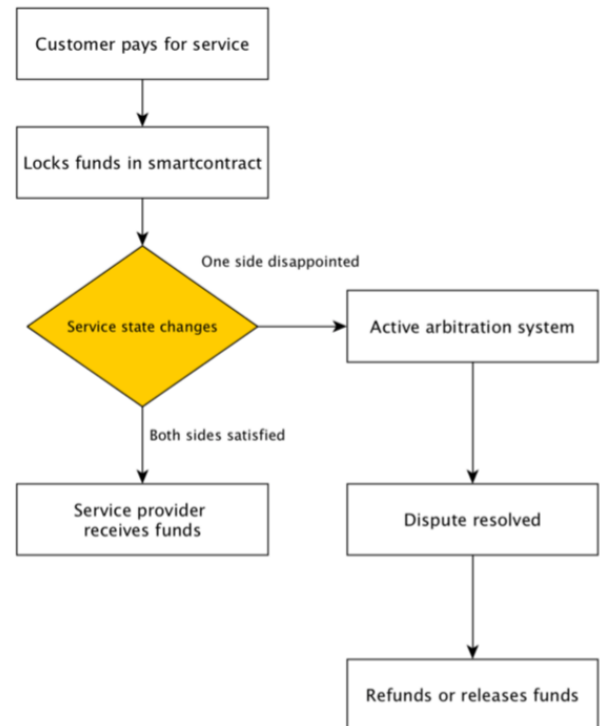 Customer pays for service
Locks funds in smartcontract
One side disappointed
Service state changes
Active arbitration system
Both sides satisfied
Service provider
receives funds
Dispute resolved
Refunds or releases funds